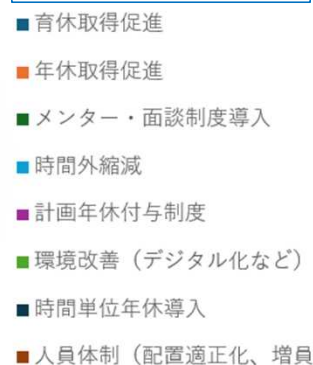 育休取得促進
年休取得促進
メンター・面談制度導入
時間外縮減
計画年休付与制度
環境改善（デジタル化など）
時間単位年休導入
人員体制（配置適正化、増員